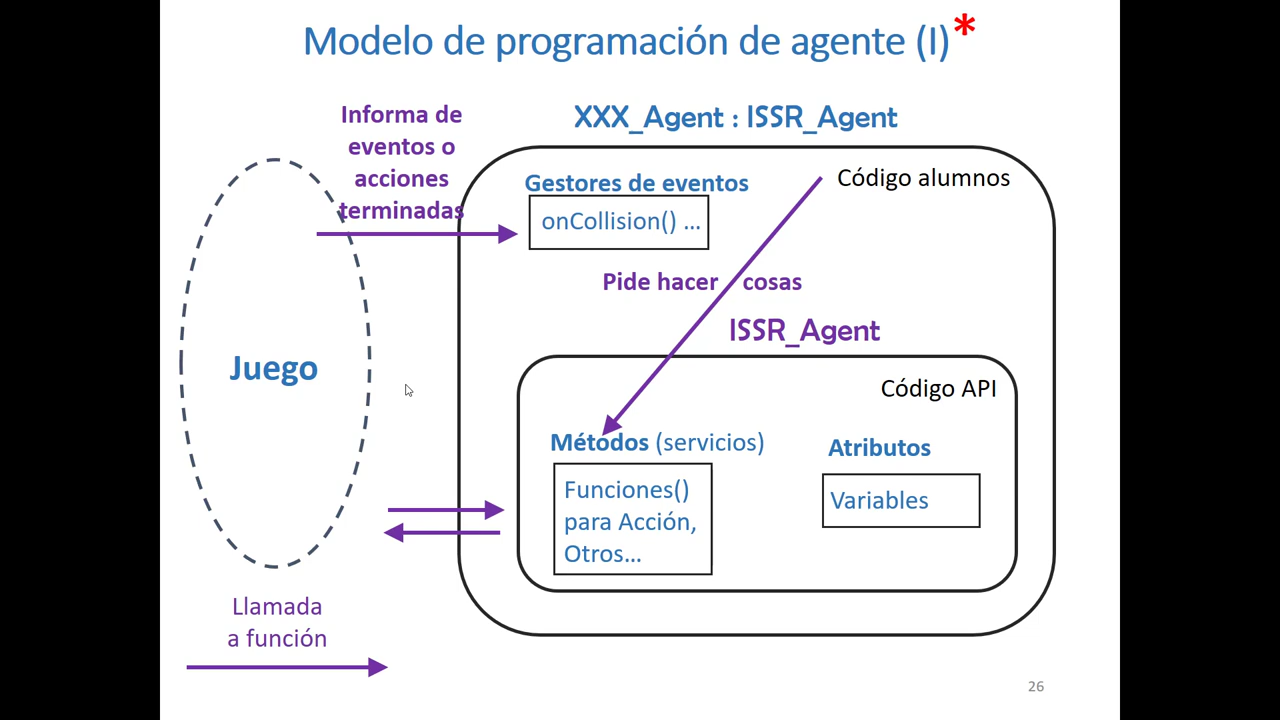 Modelo de programación de agente (I)*
Informa de
eventos o
acciones
terminadas
XXX_Agent : ISSR_Agent
Gestores de eventos
Código alumnos
onCollision() ...
Pide hacer cosas
ISSR_Agent
Juego
Código API
Métodos (servicios)
Atributos
Funciones()
para Acción,
Otros...
Variables
Llamada
a función
26